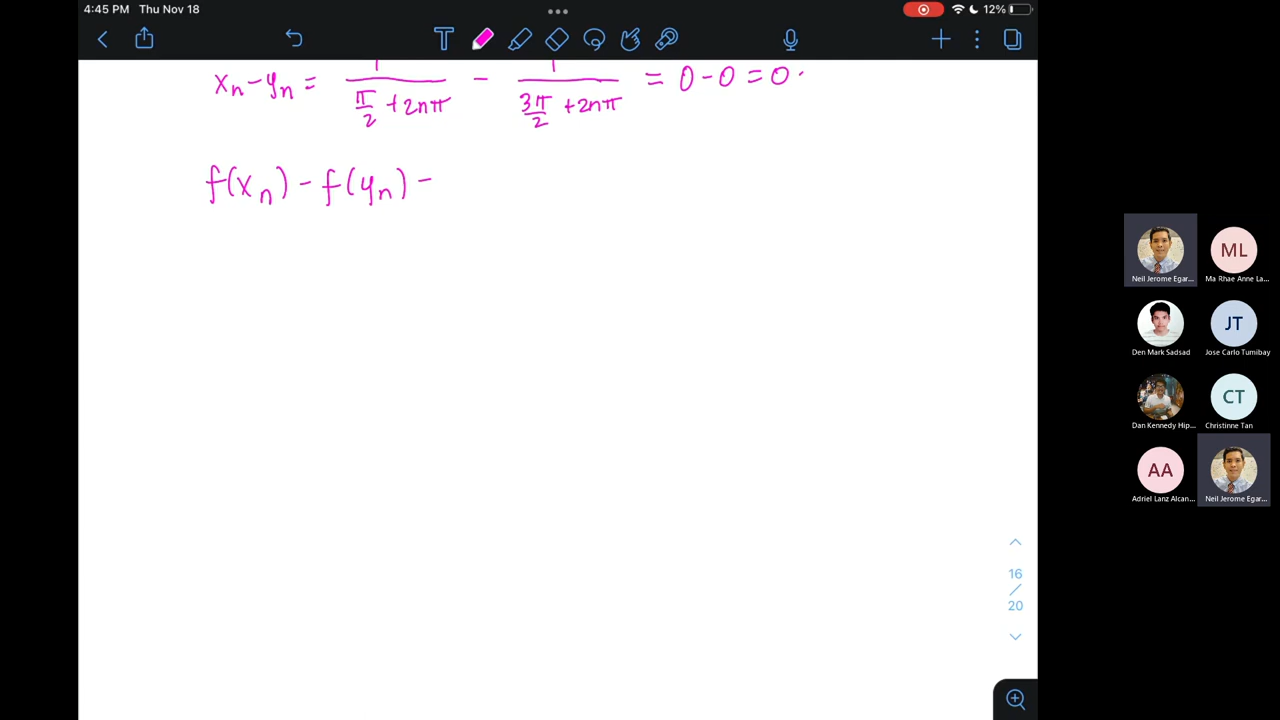 4:45 PM Thu Nov 18
12%
T
xₙ - yₙ = 1/(π/2 + 2nπ) - 1/(3π/2 + 2nπ) = 0 - 0 = 0.
f(xₙ) - f(yₙ) -
Neil Jerome Egar...
ML
Ma Rhae Anne La...
Den Mark Sadsad
JT
Jose Carlo Tumibay
Dan Kennedy Hip...
CT
Christinne Tan
AA
Adriel Lanz Alcan...
Neil Jerome Egar...
16
/
20